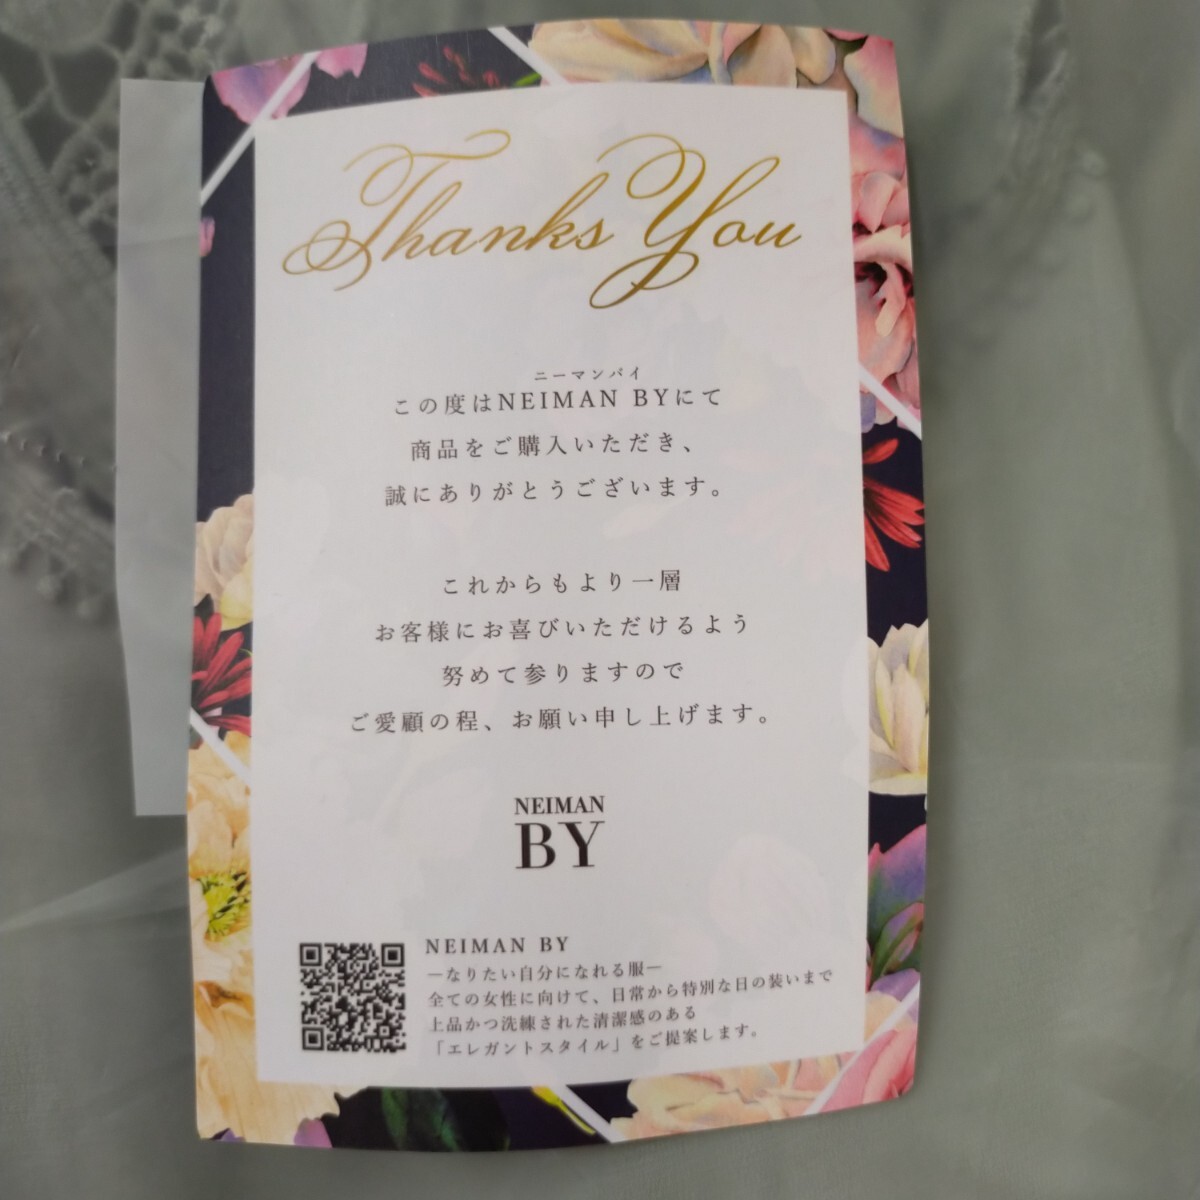 Thanks You
ニーマンバイ
この度はNEIMAN BYにて
商品をご購入いただき、
誠にありがとうございます。
これからもより一層
お客様にお喜びいただけるよう
努めて参りますので
ご愛顧の程、お願い申し上げます。
NEIMAN
BY
NEIMAN BY
―なりたい自分になれる服―
全ての女性に向けて、日常から特別な日の装いまで
上品かつ洗練された清潔感のある
「エレガントスタイル」をご提案します。